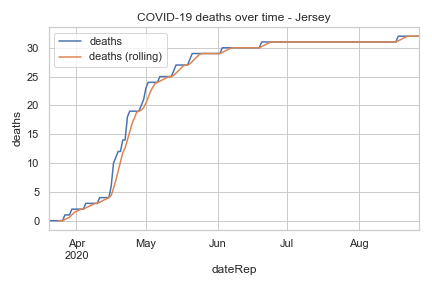 COVID-19 deaths over time - Jersey
deaths
deaths (rolling)
30
25
20
15
10
5
0
deaths
Apr
2020
May
Jun
Jul
Aug
dateRep